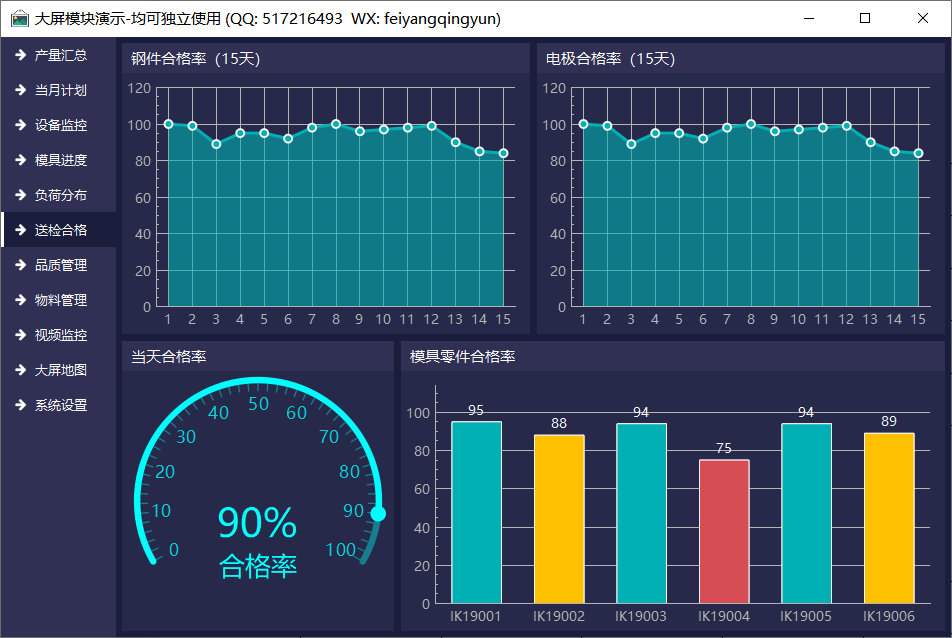 大屏模块演示-均可独立使用 (QQ: 517216493  WX: feiyangqingyun)
产量汇总
当月计划
设备监控
模具进度
负荷分布
送检合格
品质管理
物料管理
视频监控
大屏地图
系统设置
钢件合格率（15天）
120
100
80
60
40
20
0
1 2 3 4 5 6 7 8 9 10 11 12 13 14 15
电极合格率（15天）
120
100
80
60
40
20
0
1 2 3 4 5 6 7 8 9 10 11 12 13 14 15
当天合格率
0 10 20 30 40 50 60 70 80 90 100
90%
合格率
模具零件合格率
100
80
60
40
20
0
95 88 94 75 94 89
IK19001 IK19002 IK19003 IK19004 IK19005 IK19006